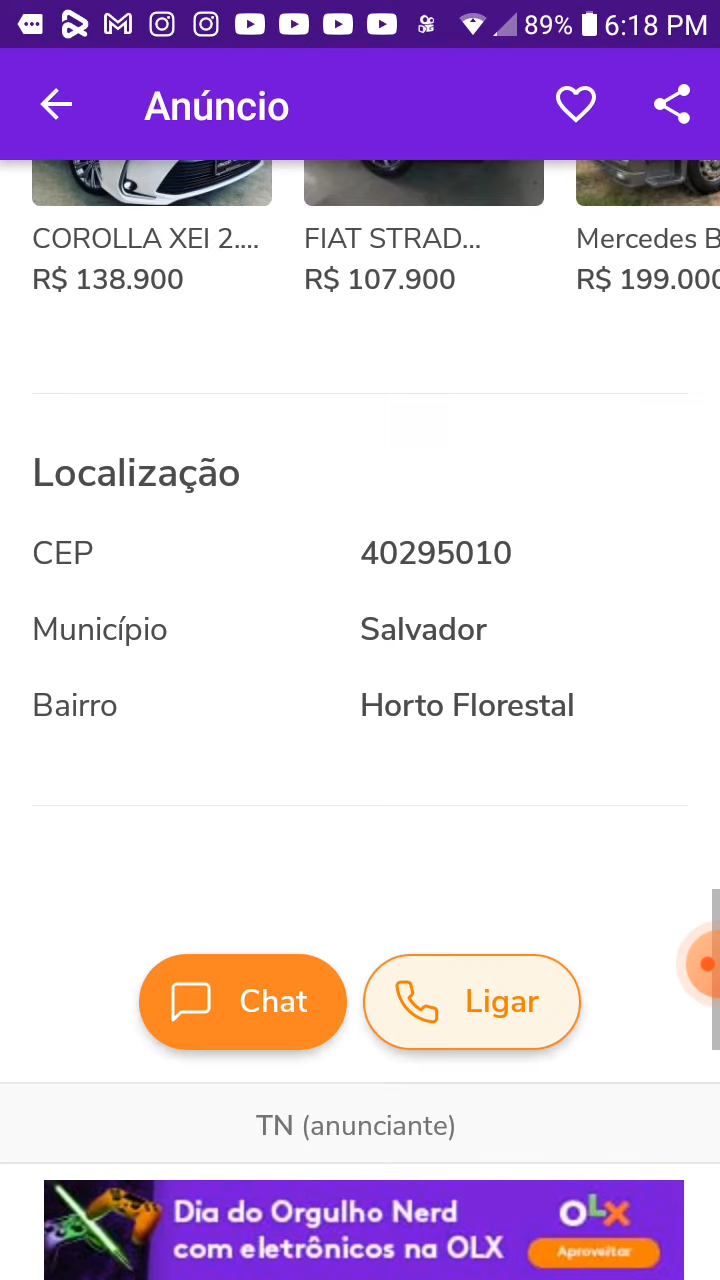 89% 6:18 PM
Anúncio
COROLLA XEI 2.... FIAT STRAD... Mercedes B
R$ 138.900 R$ 107.900 R$ 199.000
Localização
CEP 40295010
Município Salvador
Bairro Horto Florestal
Chat Ligar
TN (anunciante)
Dia do Orgulho Nerd
com eletrônicos na OLX
OLX
Aproveitar